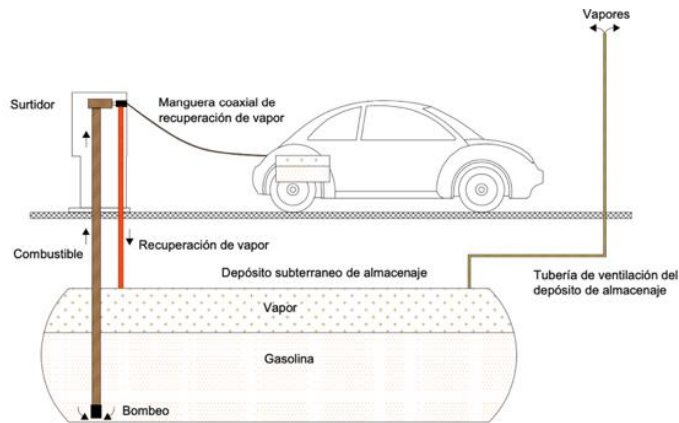 Vapores
Surtidor
Manguera coaxial de
recuperación de vapor
Combustible
Recuperación de vapor
Depósito subterraneo de almacenaje
Tubería de ventilación del
depósito de almacenaje
Vapor
Gasolina
Bombeo